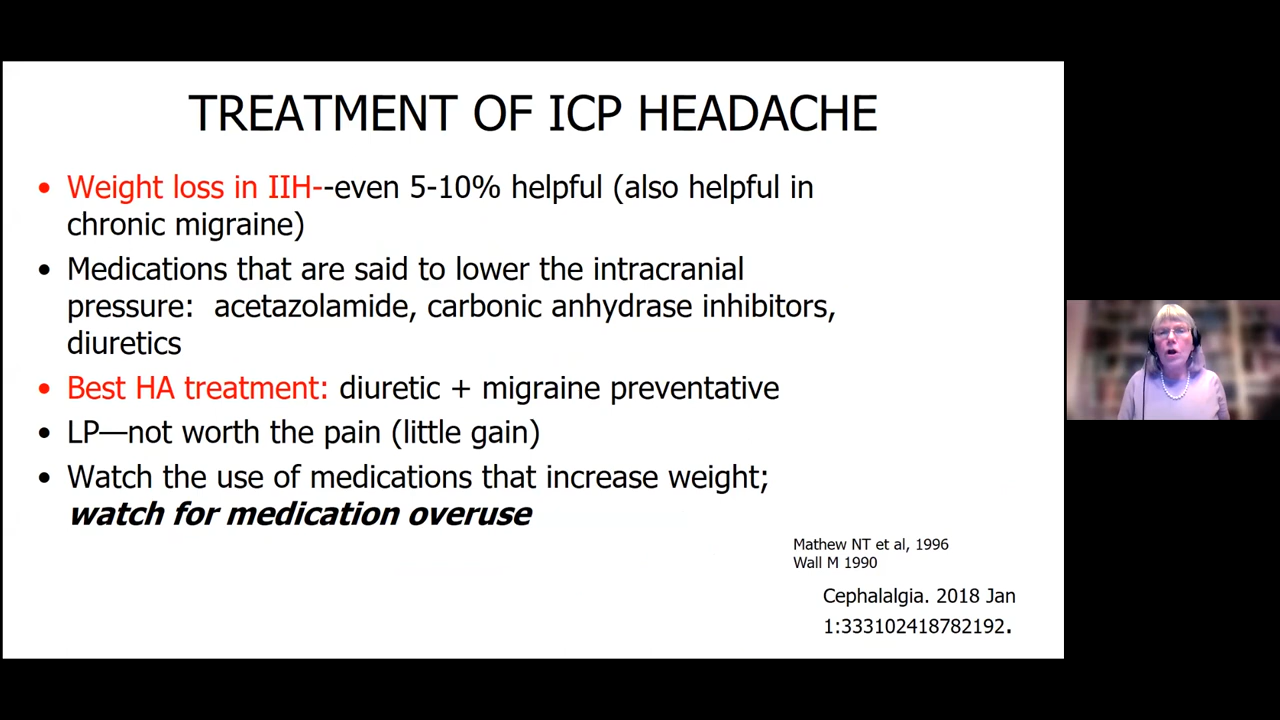 TREATMENT OF ICP HEADACHE
• Weight loss in IIH--even 5-10% helpful (also helpful in
chronic migraine)
• Medications that are said to lower the intracranial
pressure: acetazolamide, carbonic anhydrase inhibitors,
diuretics
• Best HA treatment: diuretic + migraine preventative
• LP—not worth the pain (little gain)
• Watch the use of medications that increase weight;
watch for medication overuse
Mathew NT et al, 1996
Wall M 1990
Cephalalgia. 2018 Jan
1:333102418782192.